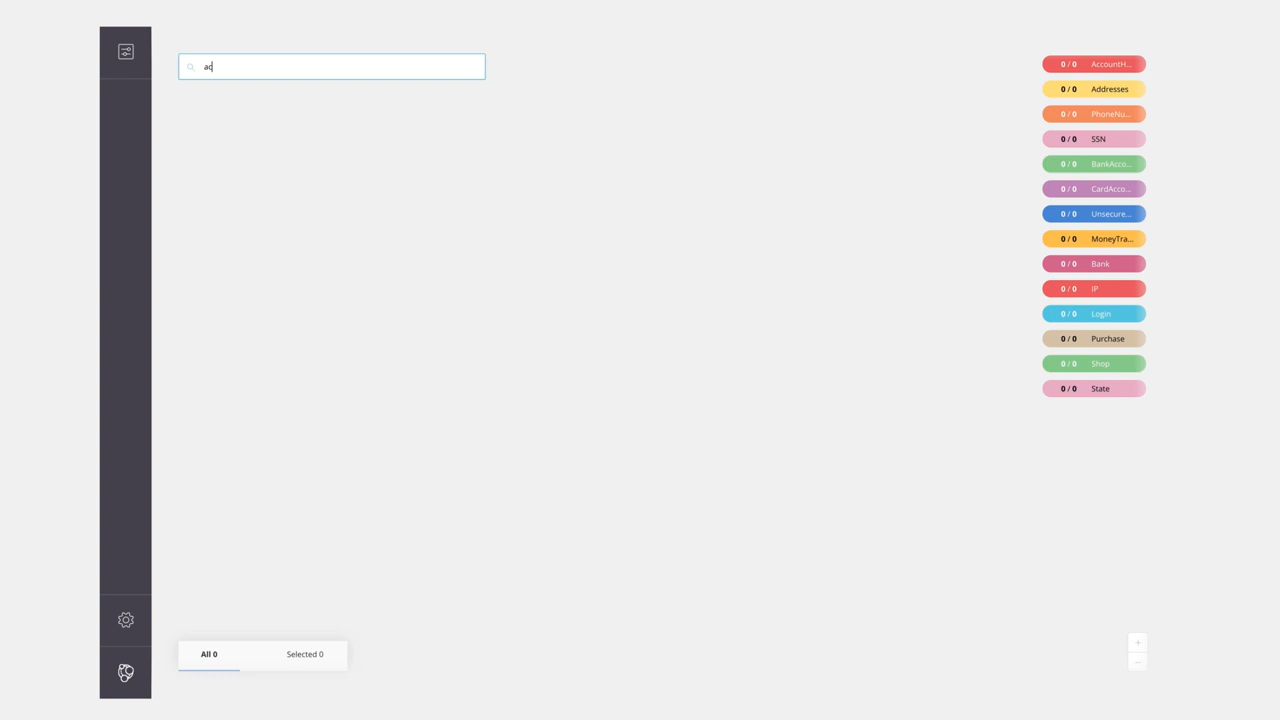 ac
0 / 0 AccountH...
0 / 0 Addresses
0 / 0 PhoneNu...
0 / 0 SSN
0 / 0 BankAcco...
0 / 0 CardAcco...
0 / 0 Unsecure...
0 / 0 MoneyTra...
0 / 0 Bank
0 / 0 IP
0 / 0 Login
0 / 0 Purchase
0 / 0 Shop
0 / 0 State
All 0 Selected 0